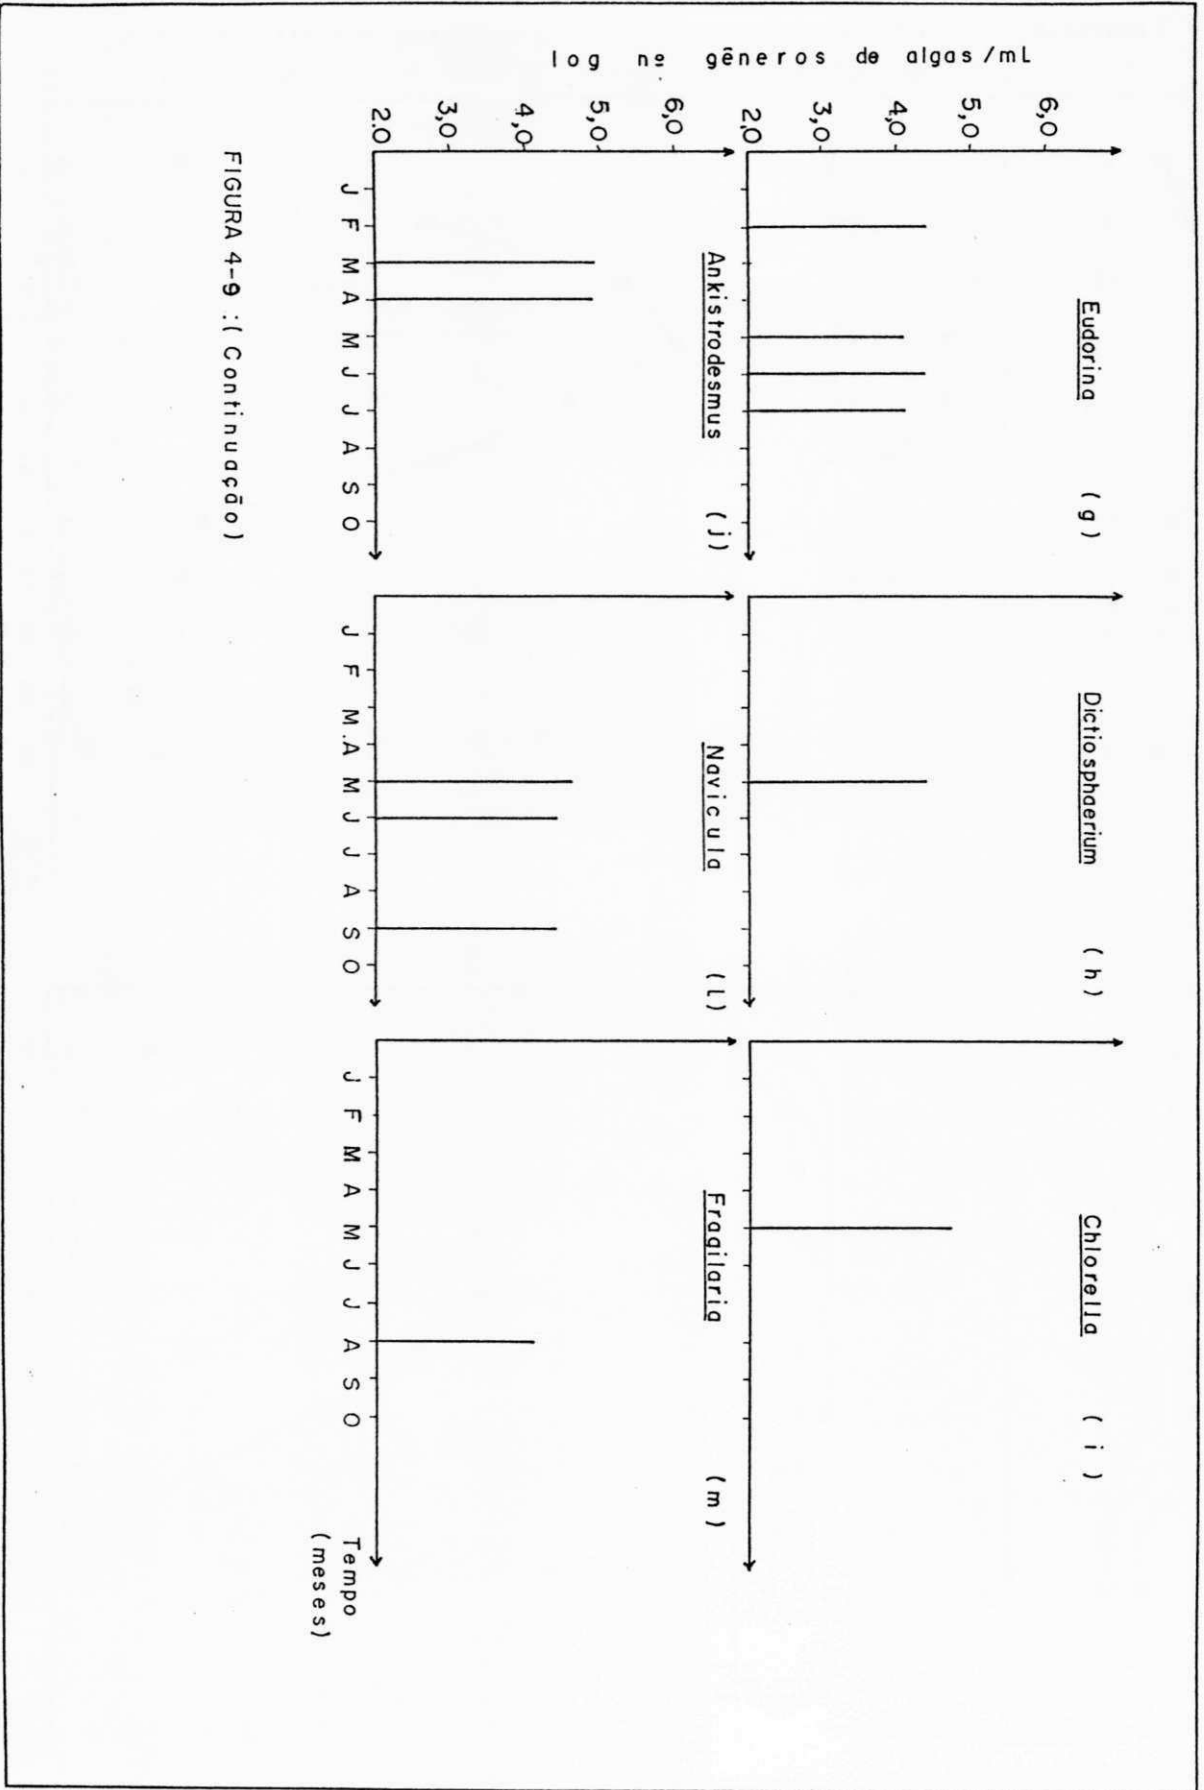 log nº gêneros de algas/mL
6,0
5,0
4,0
3,0
2,0
Eudorina (g)
Dictiosphaerium (h)
Chlorella (i)
6,0
5,0
4,0
3,0
2.0
Ankistrodesmus (j)
Navicula (l)
Fragilaria (m)
J F M A M J J A S O
J F M .A M J J A S O
J F M A M J J A S O
Tempo
(meses)
FIGURA 4-9 :( Continuação)